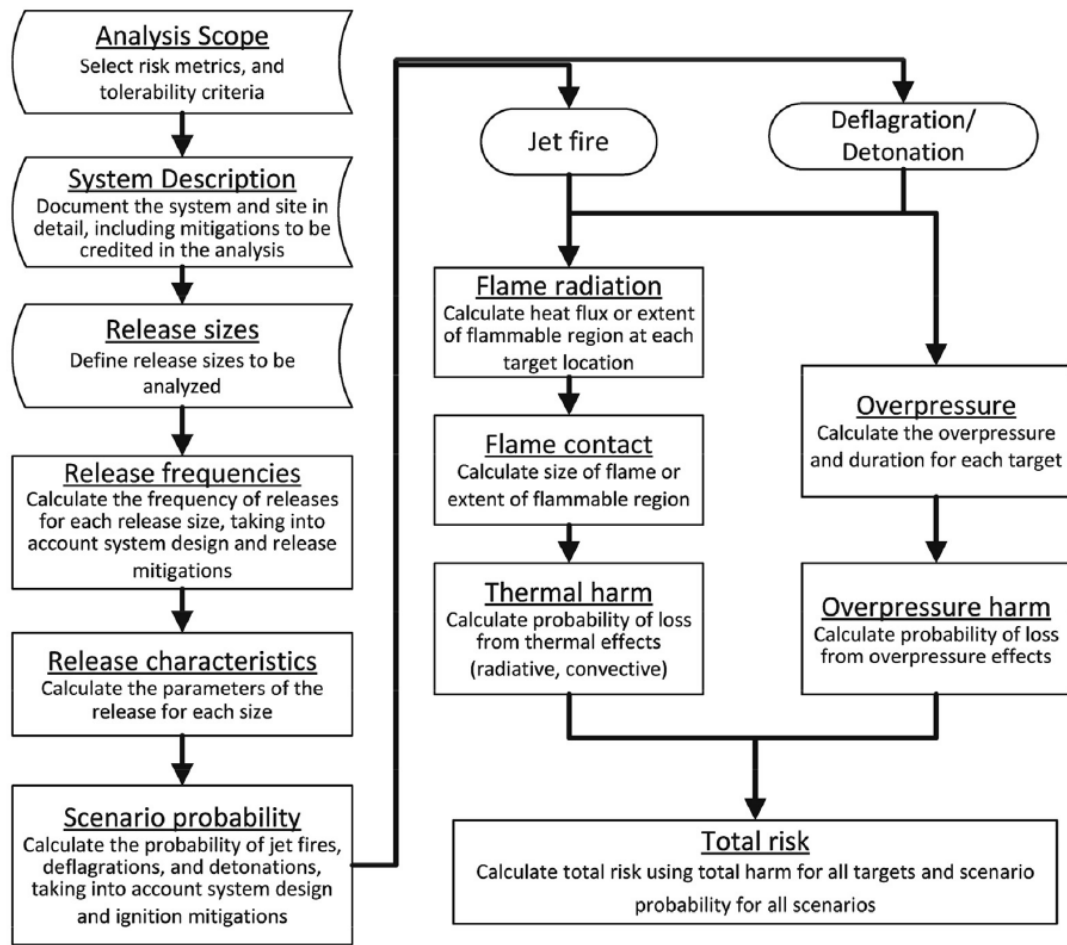 Analysis Scope
Select risk metrics, and
tolerability criteria
System Description
Document the system and site in
detail, including mitigations to be
credited in the analysis
Release sizes
Define release sizes to be
analyzed
Release frequencies
Calculate the frequency of releases
for each release size, taking into
account system design and release
mitigations
Release characteristics
Calculate the parameters of the
release for each size
Scenario probability
Calculate the probability of jet fires,
deflagrations, and detonations,
taking into account system design
and ignition mitigations
Jet fire
Deflagration/
Detonation
Flame radiation
Calculate heat flux or extent
of flammable region at each
target location
Flame contact
Calculate size of flame or
extent of flammable region
Thermal harm
Calculate probability of loss
from thermal effects
(radiative, convective)
Overpressure
Calculate the overpressure
and duration for each target
Overpressure harm
Calculate probability of loss
from overpressure effects
Total risk
Calculate total risk using total harm for all targets and scenario
probability for all scenarios